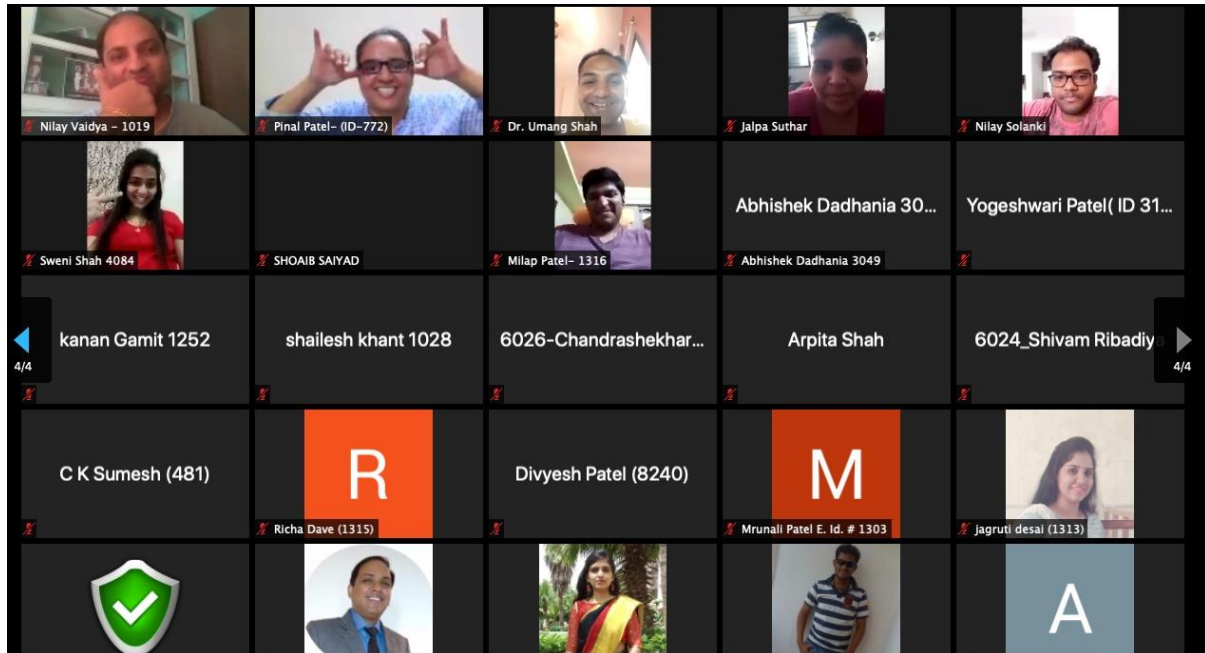 Nilay Vaidya - 1019
Pinal Patel- (ID-772)
Dr. Umang Shah
Jalpa Suthar
Nilay Solanki
Sweni Shah 4084
SHOAIB SAIYAD
Milap Patel- 1316
Abhishek Dadhania 30...
Abhishek Dadhania 3049
Yogeshwari Patel( ID 31...
4/4
kanan Gamit 1252
shailesh khant 1028
6026-Chandrashekhar...
Arpita Shah
6024_Shivam Ribadiya
4/4
C K Sumesh (481)
R
Richa Dave (1315)
Divyesh Patel (8240)
M
Mrunali Patel E. Id. # 1303
jagruti desai (1313)
A